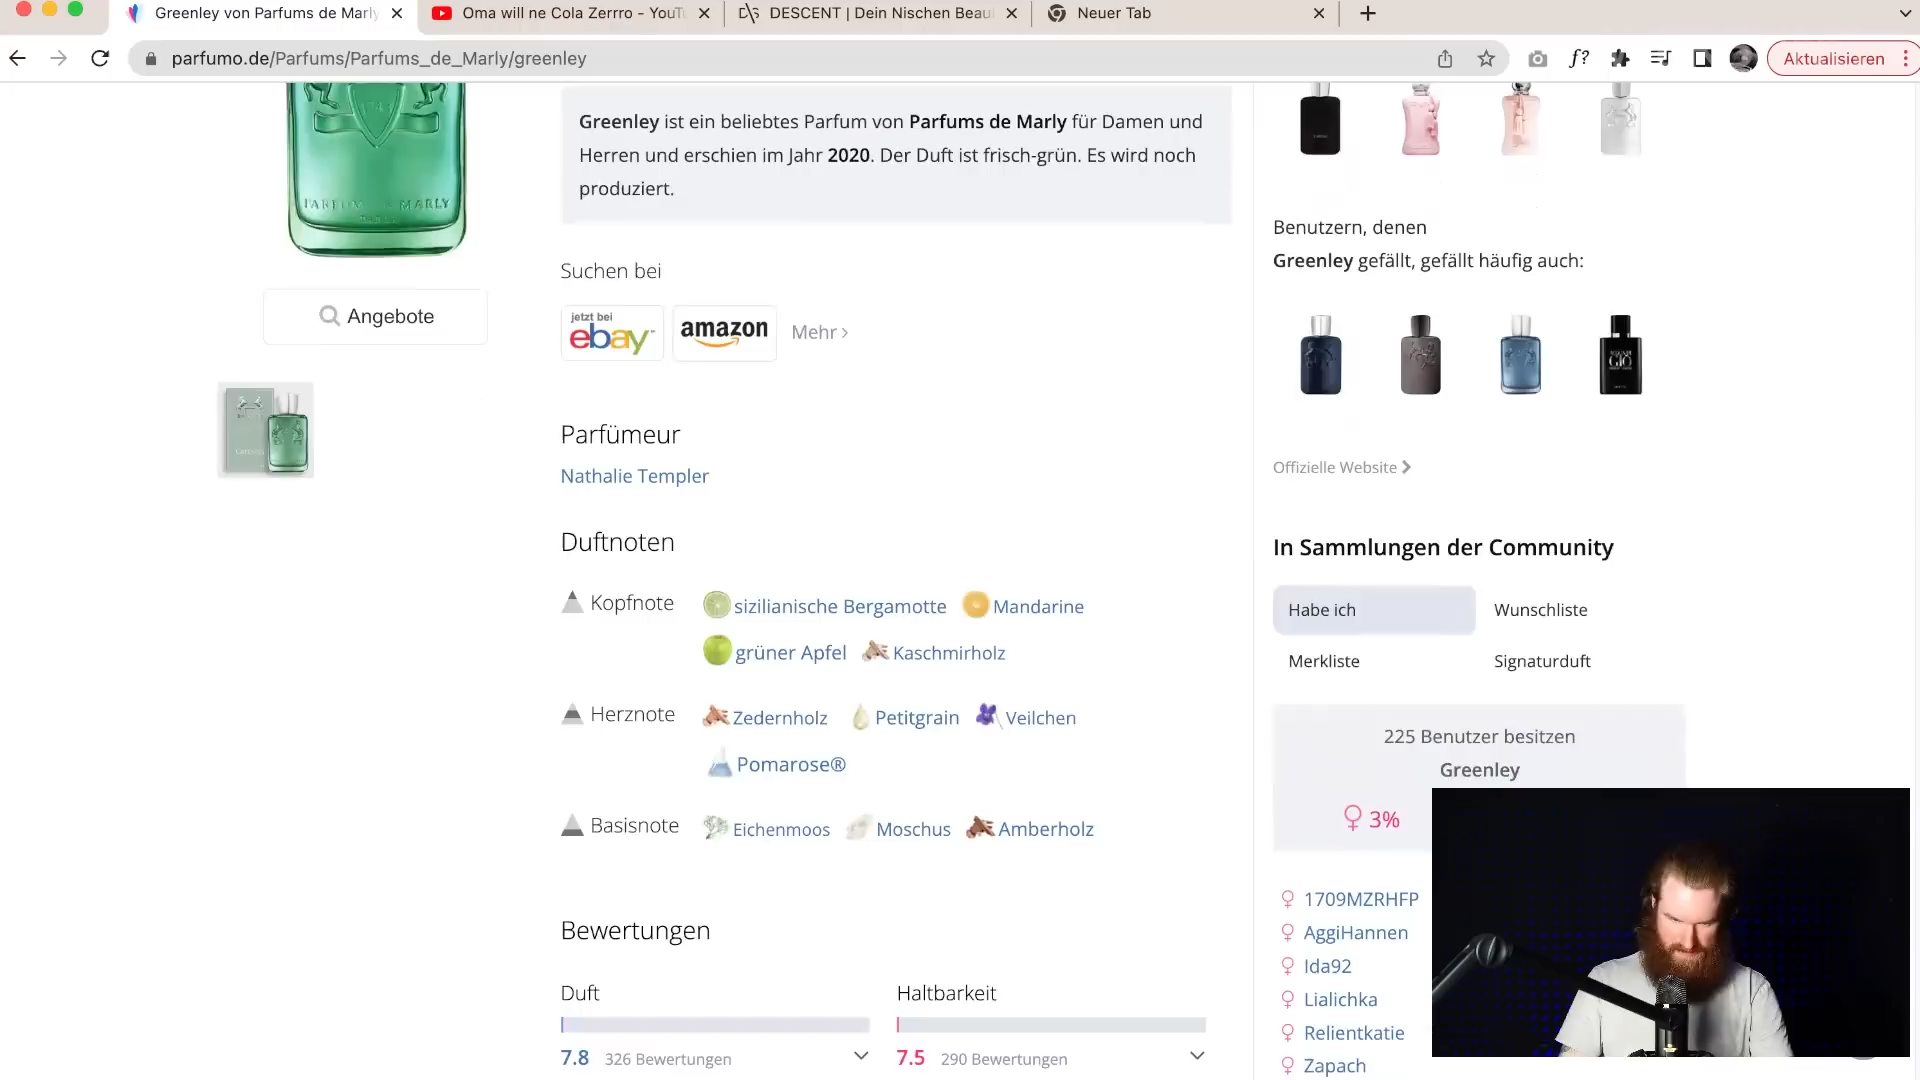 Greenley von Parfums de Marly
Oma will ne Cola Zerrro - YouTu
DESCENT | Dein Nischen Beau
Neuer Tab
parfumo.de/Parfums/Parfums_de_Marly/greenley
Aktualisieren
PARFUMS DE MARLY
Greenley ist ein beliebtes Parfum von Parfums de Marly für Damen und
Herren und erschien im Jahr 2020. Der Duft ist frisch-grün. Es wird noch
produziert.
Suchen bei
Angebote
jetzt bei
ebay
amazon
Mehr
Parfümeur
Nathalie Templer
Duftnoten
Kopfnote
sizilianische Bergamotte
Mandarine
grüner Apfel
Kaschmirholz
Herznote
Zedernholz
Petitgrain
Veilchen
Pomarose®
Basisnote
Eichenmoos
Moschus
Amberholz
Bewertungen
Duft
7.8
326 Bewertungen
Haltbarkeit
7.5
290 Bewertungen
Benutzern, denen
Greenley gefällt, gefällt häufig auch:
GIO
Offizielle Website
In Sammlungen der Community
Habe ich
Wunschliste
Merkliste
Signaturduft
225 Benutzer besitzen
Greenley
♀ 3%
♀ 1709MZRHFP
♀ AggiHannen
♀ Ida92
♀ Lialichka
♀ Relientkatie
♀ Zapach